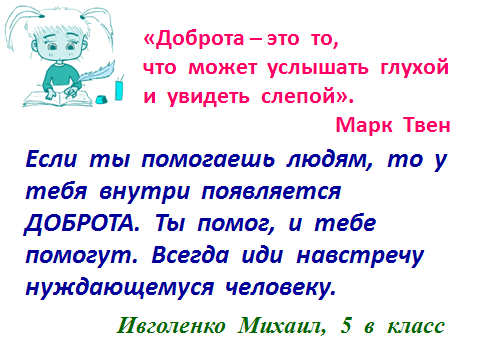 «Доброта – это то,
что может услышать глухой
и увидеть слепой».
Марк Твен
Если ты помогаешь людям, то у
тебя внутри появляется
ДОБРОТА. Ты помог, и тебе
помогут. Всегда иди навстречу
нуждающемуся человеку.
Ивголенко Михаил, 5 в класс